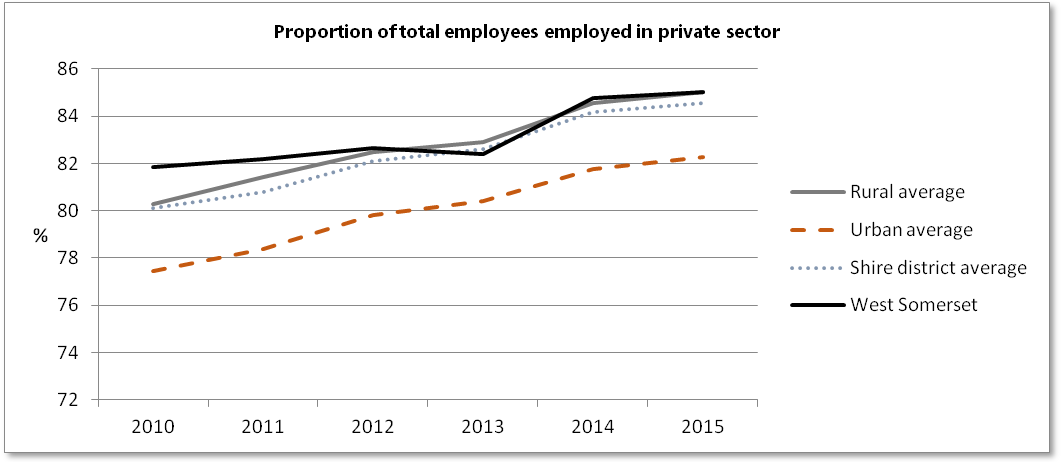 Proportion of total employees employed in private sector
86
84
82
80
78
76
74
72
%
2010 2011 2012 2013 2014 2015
Rural average
Urban average
Shire district average
West Somerset